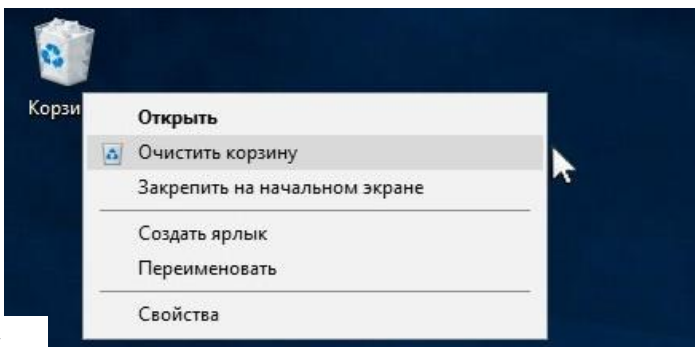 Корзи
Открыть
Очистить корзину
Закрепить на начальном экране
Создать ярлык
Переименовать
Свойства